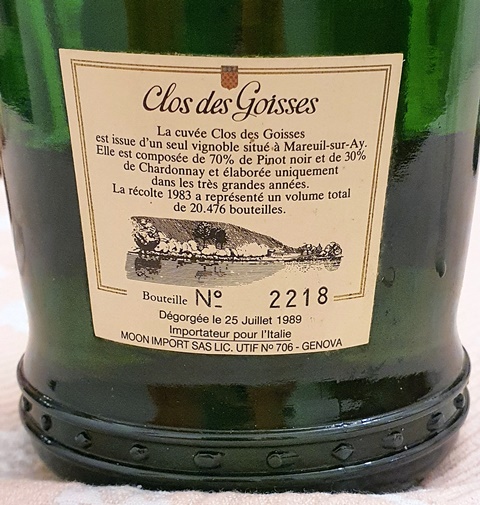 Clos des Goisses
La cuvée Clos des Goisses
est issue d'un seul vignoble situé à Mareuil-sur-Ay.
Elle est composée de 70% de Pinot noir et de 30%
de Chardonnay et élaborée uniquement
dans les très grandes années.
La récolte 1983 a représenté un volume total
de 20.476 bouteilles.
Bouteille Nº 2218
Dégorgée le 25 Juillet 1989
Importateur pour l'Italie
MOON IMPORT SAS LIC. UTIF Nº 706 - GENOVA